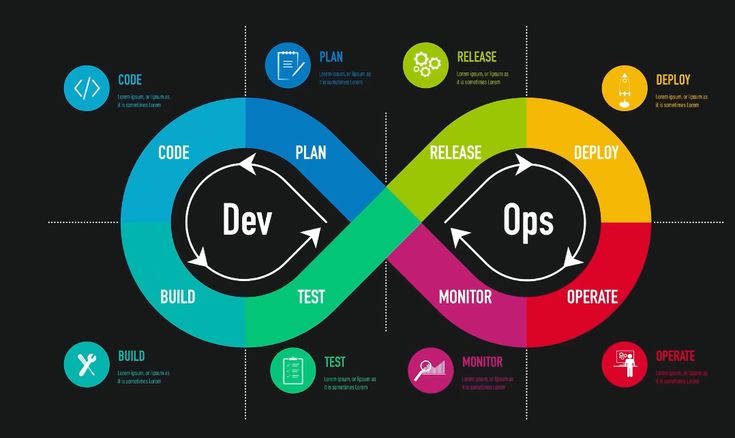 PLAN
Lorem ipsum, or lipsum as
it is sometimes Lorem
RELEASE
Lorem ipsum, or lipsum as
it is sometimes Lorem
CODE
Lorem ipsum, or lipsum as
it is sometimes Lorem
DEPLOY
Lorem ipsum, or lipsum as
it is sometimes Lorem
CODE
PLAN
RELEASE
DEPLOY
Dev
Ops
BUILD
TEST
MONITOR
OPERATE
BUILD
Lorem ipsum, or lipsum as
it is sometimes Lorem
TEST
Lorem ipsum, or lipsum as
it is sometimes Lorem
MONITOR
Lorem ipsum, or lipsum as
it is sometimes Lorem
OPERATE
Lorem ipsum, or lipsum as
it is sometimes Lorem